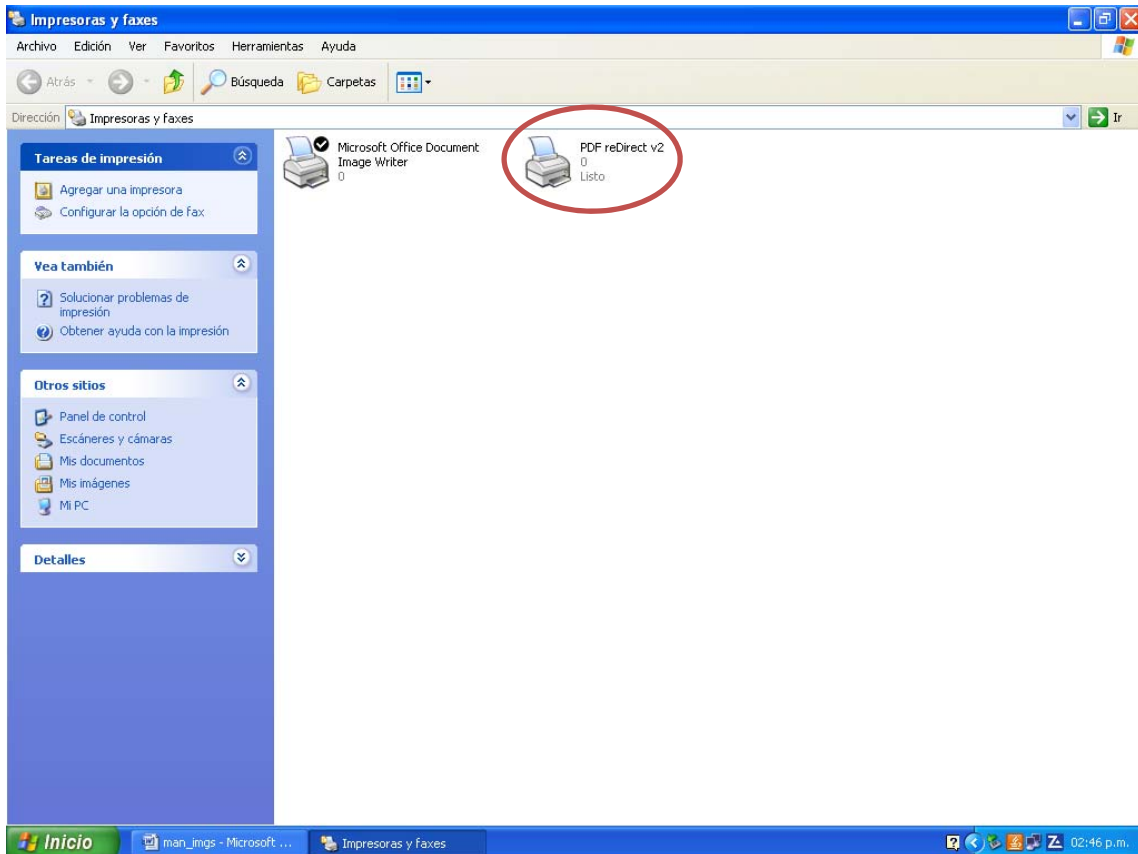 Impresoras y faxes
Archivo Edición Ver Favoritos Herramientas Ayuda
Atrás Búsqueda Carpetas
Dirección Impresoras y faxes Ir
Tareas de impresión
Agregar una impresora
Configurar la opción de fax
Vea también
Solucionar problemas de
impresión
Obtener ayuda con la impresión
Otros sitios
Panel de control
Escáneres y cámaras
Mis documentos
Mis imágenes
Mi PC
Detalles
Microsoft Office Document
Image Writer
0
PDF reDirect v2
0
Listo
Inicio man_imgs - Microsoft ... Impresoras y faxes 02:46 p.m.